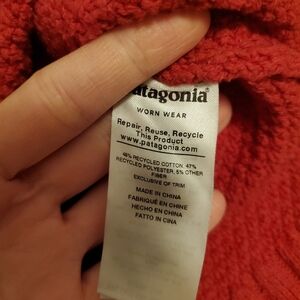 Patagonia®
WORN WEAR
Repair, Reuse, Recycle
This Product
www.patagonia.com
46% RECYCLED COTTON, 47%
RECYCLED POLYESTER, 5% OTHER
FIBER
EXCLUSIVE OF TRIM
MADE IN CHINA
FABRIQUÉ EN CHINE
HECHO EN CHINA
FATTO IN CINA